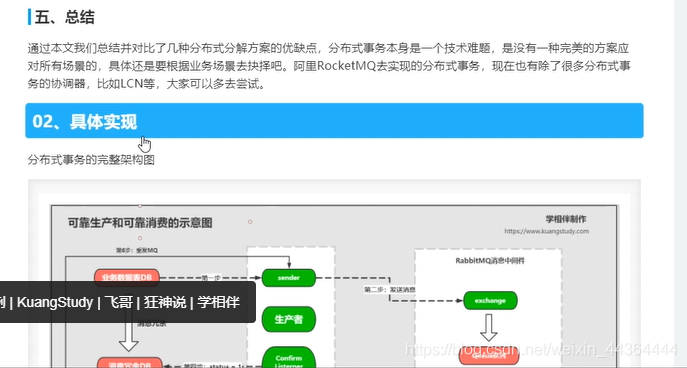 五、总结
通过本文我们总结并对比了几种分布式分解方案的优缺点，分布式事务本身是一个技术难题，是没有一种完美的方案应
对所有场景的，具体还是要根据业务场景去抉择吧。阿里RocketMQ去实现的分布式事务，现在也有除了很多分布式事
务的协调器，比如LCN等，大家可以多去尝试。
02、具体实现
分布式事务的完整架构图
可靠生产和可靠消费的示意图
学相伴制作
https://www.kuangstudy.com
第6步：重发MQ
RabbitMQ消息中间件
业务数据库DB
第一步
sender
第二步：发送消息
exchange
例 | KuangStudy | 飞哥 | 狂神说 | 学相伴
消息冗余
生产者
消息冗余DB
第四步：status = 1
Confirm
Listerner
https://blog.csdn.net/weixin_44364444